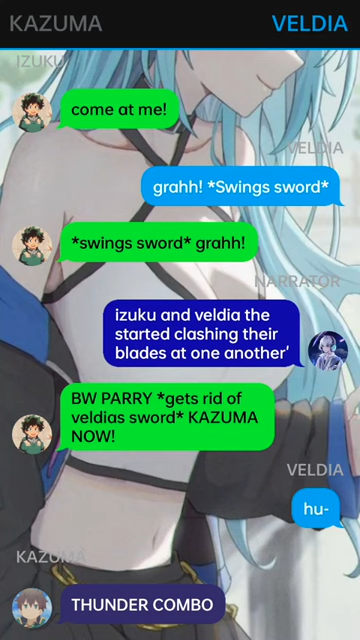 KAZUMA
VELDIA
IZUKU
come at me!
VELDIA
grahh! *Swings sword*
*swings sword* grahh!
NARRATOR
izuku and veldia the
started clashing their
blades at one another'
BW PARRY *gets rid of
veldias sword* KAZUMA
NOW!
VELDIA
hu-
KAZUMA
THUNDER COMBO